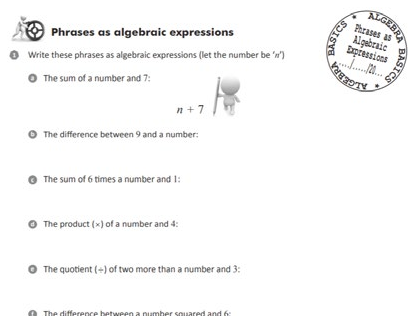 Phrases as algebraic expressions
1 Write these phrases as algebraic expressions (let the number be ‘n’)
a The sum of a number and 7:
n + 7
b The difference between 9 and a number:
c The sum of 6 times a number and 1:
d The product (×) of a number and 4:
e The quotient (÷) of two more than a number and 3:
f The difference between a number squared and 6:
ALGEBRA BASICS * ALGEBRA BASICS *
Phrases as
Algebraic
Expressions
..../...../20...